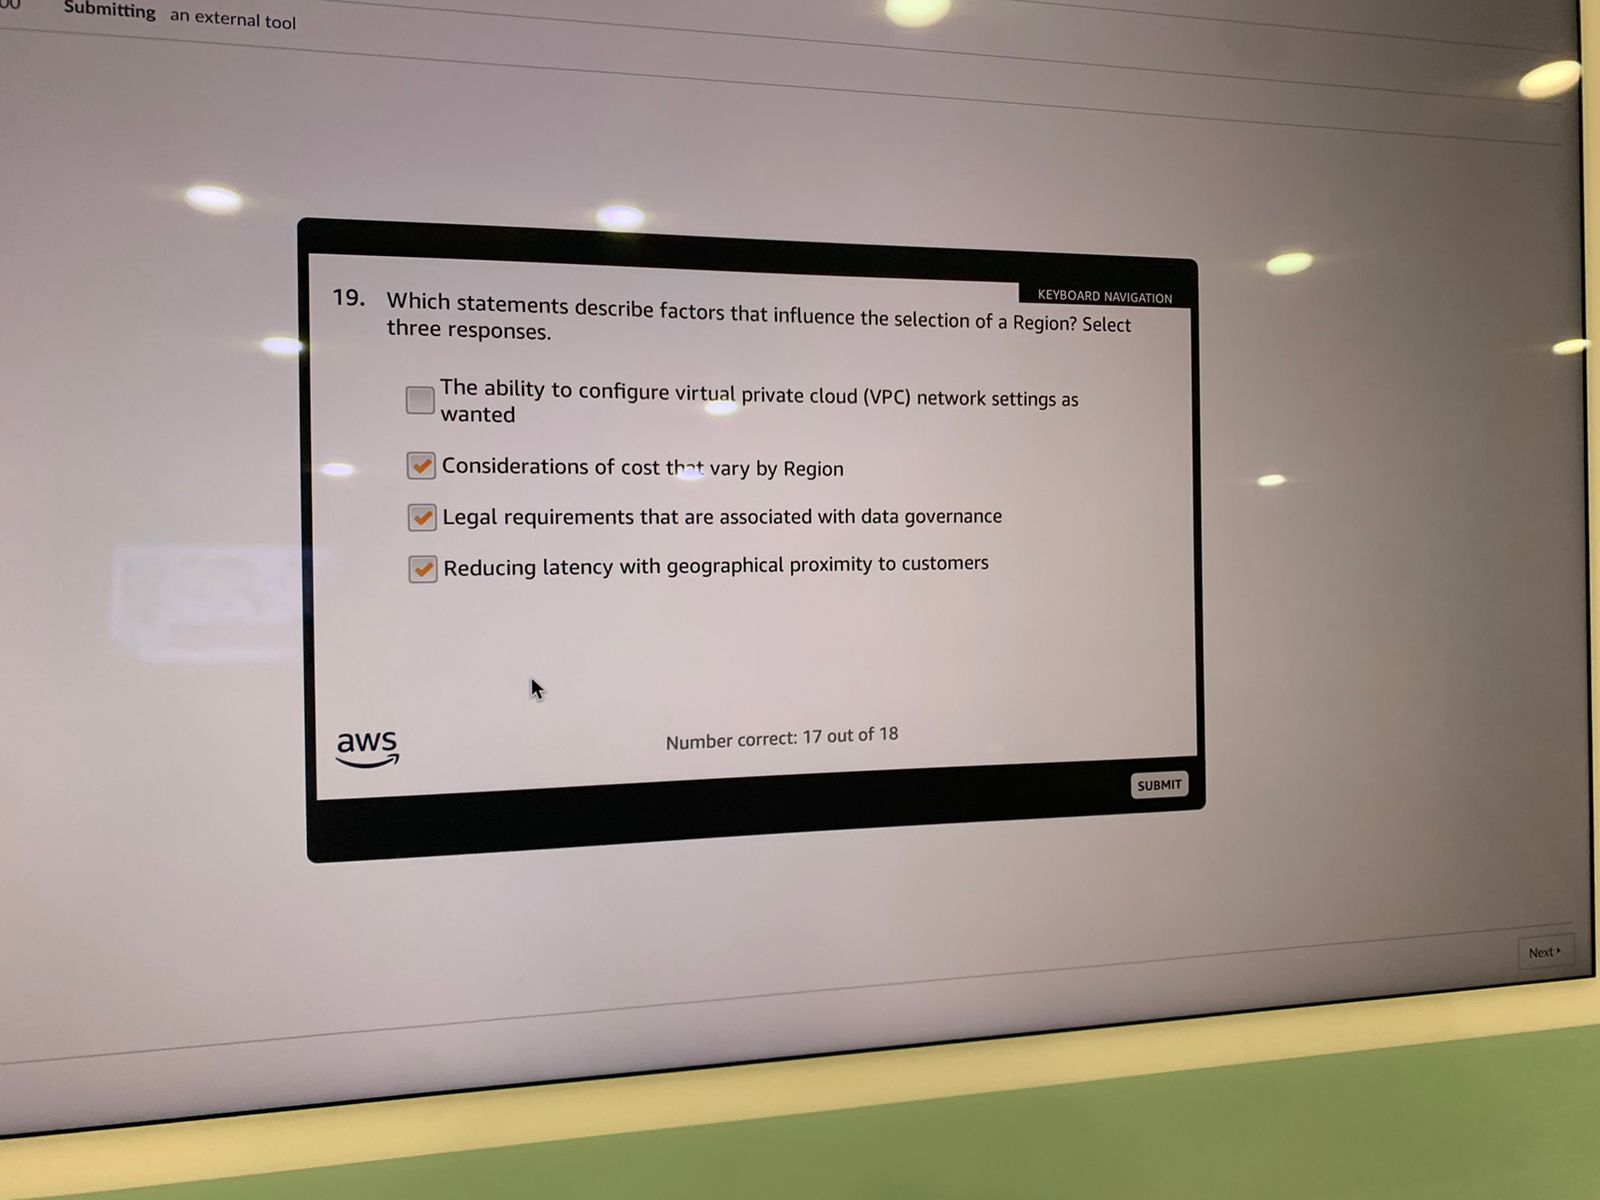 Submitting an external tool
KEYBOARD NAVIGATION
19. Which statements describe factors that influence the selection of a Region? Select
three responses.
The ability to configure virtual private cloud (VPC) network settings as
wanted
Considerations of cost that vary by Region
Legal requirements that are associated with data governance
Reducing latency with geographical proximity to customers
aws
Number correct: 17 out of 18
SUBMIT
Next